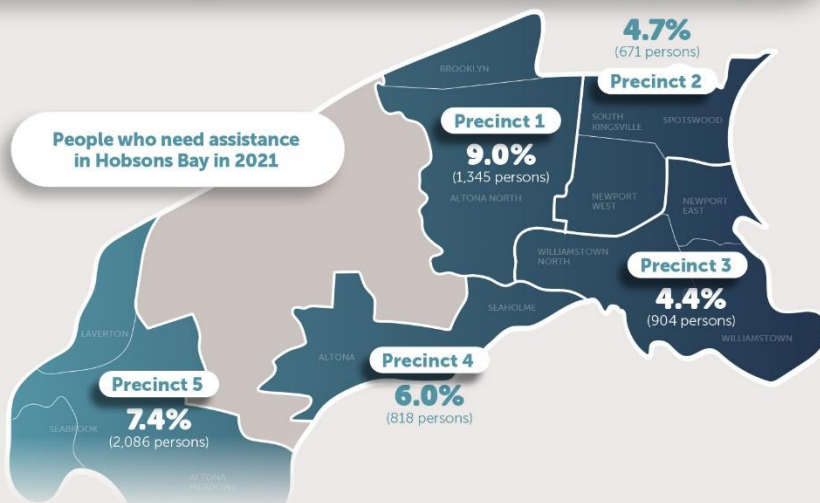 People who need assistance
in Hobsons Bay in 2021
BROOKLYN
Precinct 1
9.0%
(1,345 persons)
ALTONA NORTH
4.7%
(671 persons)
Precinct 2
SOUTH
KINGSVILLE
SPOTSWOOD
NEWPORT
WEST
NEWPORT
EAST
WILLIAMSTOWN
NORTH
Precinct 3
4.4%
(904 persons)
WILLIAMSTOWN
SEAHOLME
ALTONA
Precinct 4
6.0%
(818 persons)
LAVERTON
Precinct 5
7.4%
(2,086 persons)
SEABROOK
ALTONA
MEADOWS